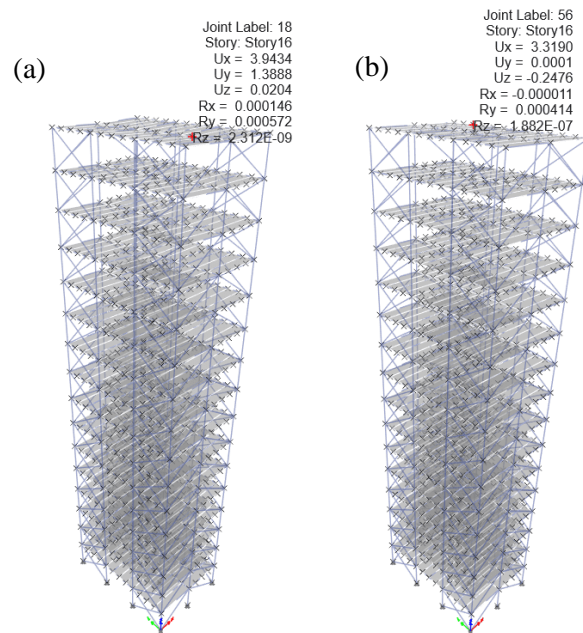 (a)
Joint Label: 18
Story: Story16
Ux = 3.9434
Uy = 1.3888
Uz = 0.0204
Rx = 0.000146
Ry = 0.000572
Rz = 2.312E-09
(b)
Joint Label: 56
Story: Story16
Ux = 3.3190
Uy = 0.0001
Uz = -0.2476
Rx = -0.000011
Ry = 0.000414
Rz = 1.882E-07